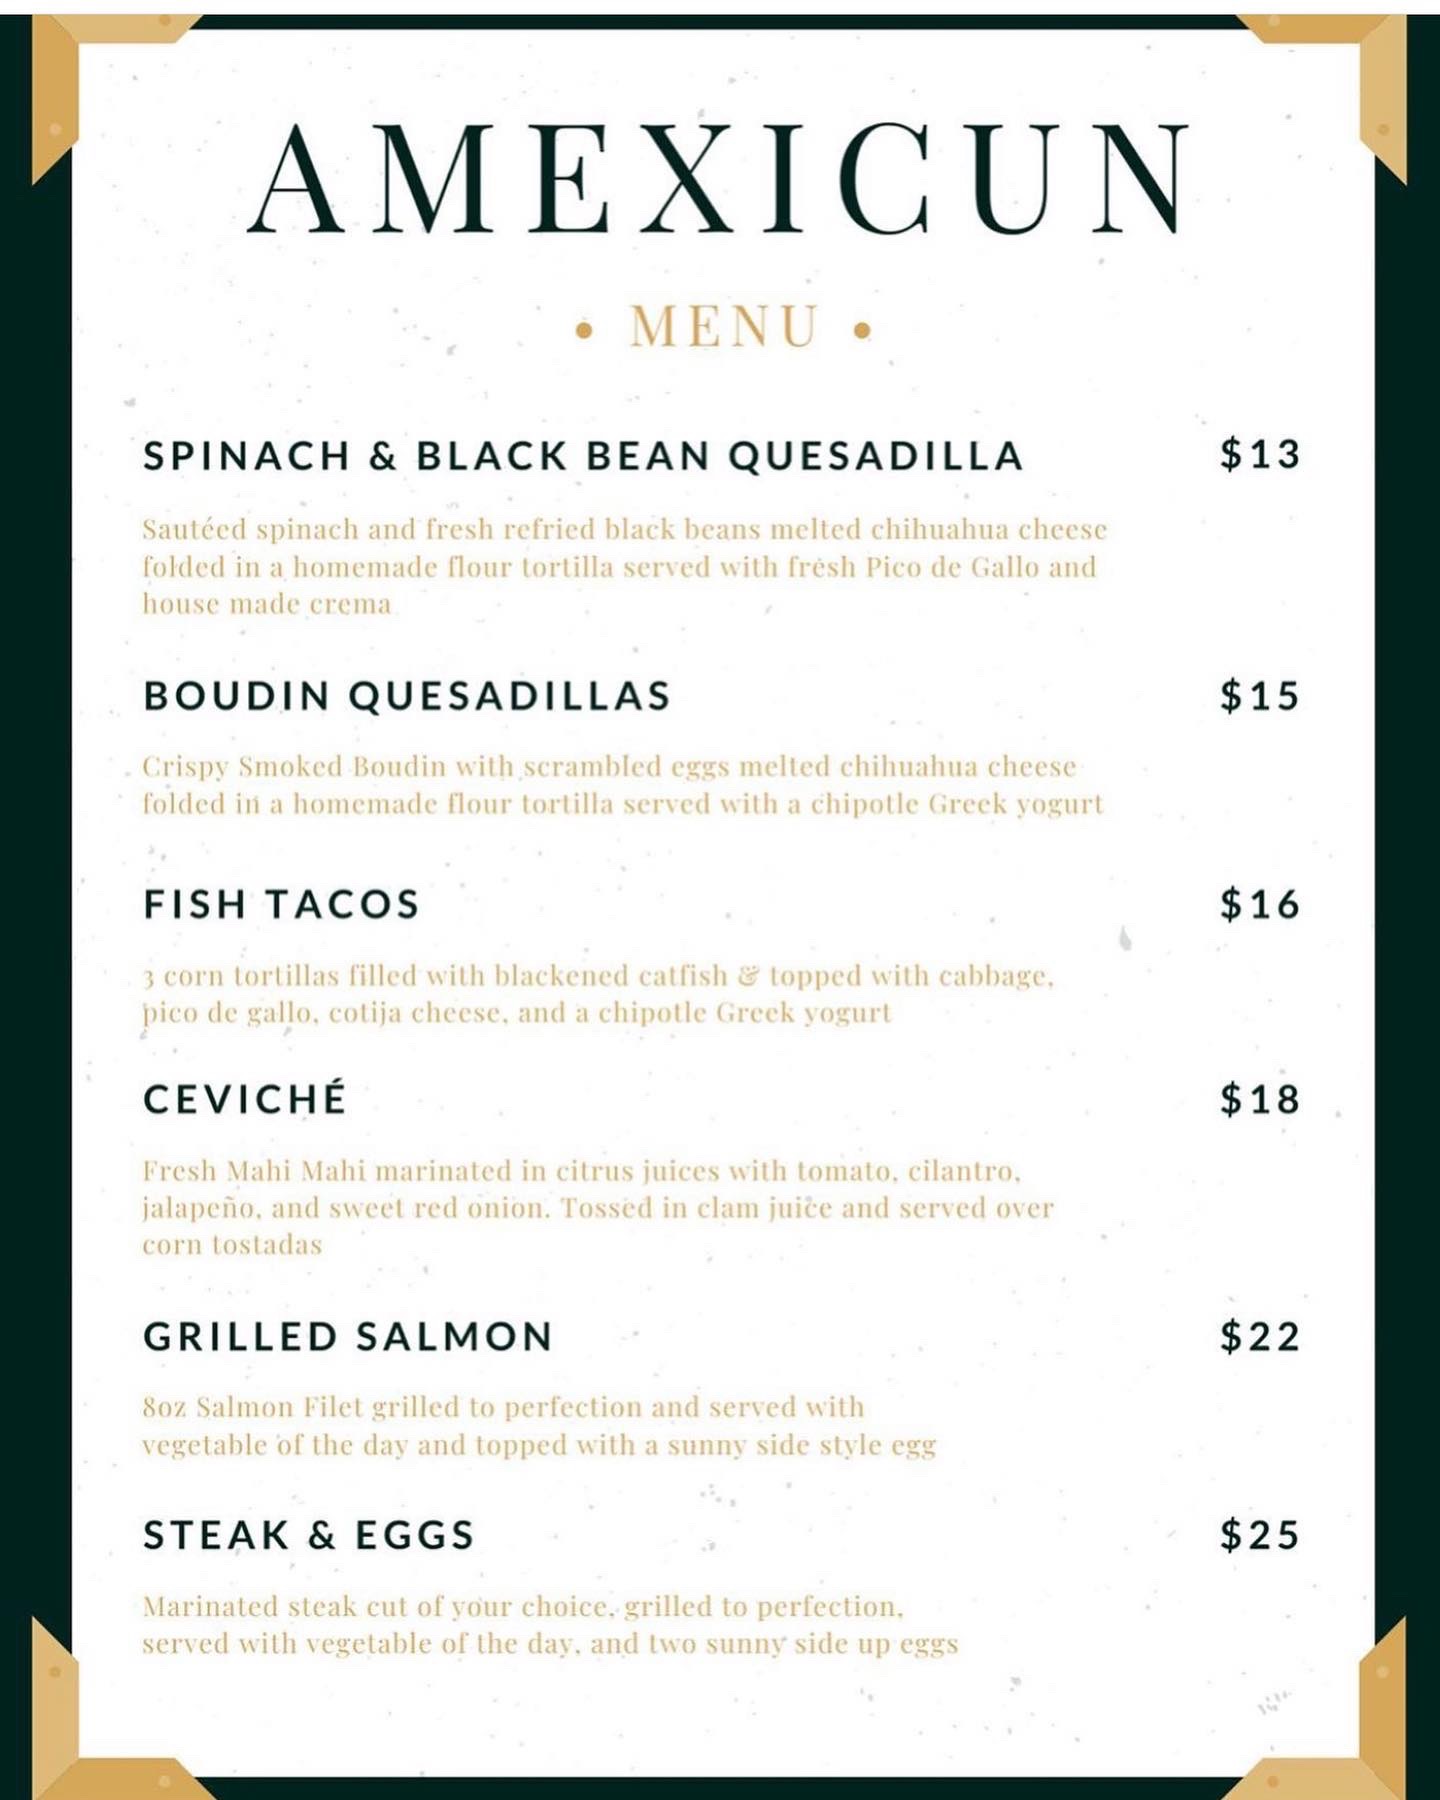 AMEXICUN
• MENU •
SPINACH & BLACK BEAN QUESADILLA $13
Sautéed spinach and fresh refried black beans melted chihuahua cheese
folded in a homemade flour tortilla served with fresh Pico de Gallo and
house made crema
BOUDIN QUESADILLAS $15
Crispy Smoked Boudin with scrambled eggs melted chihuahua cheese
folded in a homemade flour tortilla served with a chipotle Greek yogurt
FISH TACOS $16
3 corn tortillas filled with blackened catfish & topped with cabbage,
pico de gallo, cotija cheese, and a chipotle Greek yogurt
CEVICHÉ $18
Fresh Mahi Mahi marinated in citrus juices with tomato, cilantro,
jalapeño, and sweet red onion. Tossed in clam juice and served over
corn tostadas
GRILLED SALMON $22
8oz Salmon Filet grilled to perfection and served with
vegetable of the day and topped with a sunny side style egg
STEAK & EGGS $25
Marinated steak cut of your choice, grilled to perfection,
served with vegetable of the day, and two sunny side up eggs